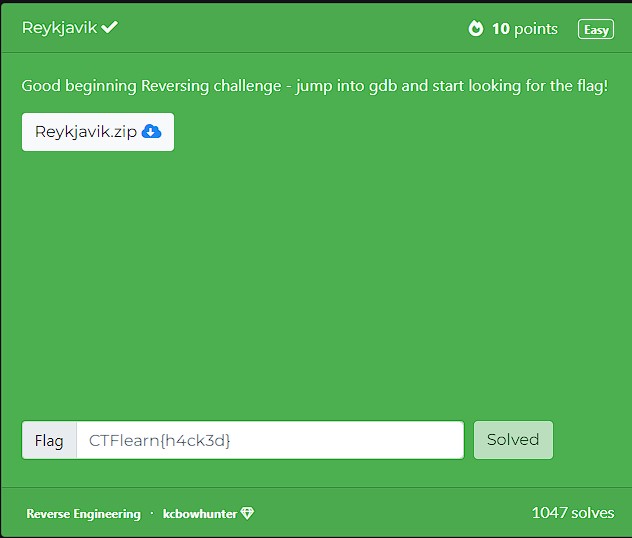 Reykjavik
10 points
Easy
Good beginning Reversing challenge - jump into gdb and start looking for the flag!
Reykjavik.zip
Flag
CTFlearn{h4ck3d}
Solved
Reverse Engineering · kcbowhunter
1047 solves